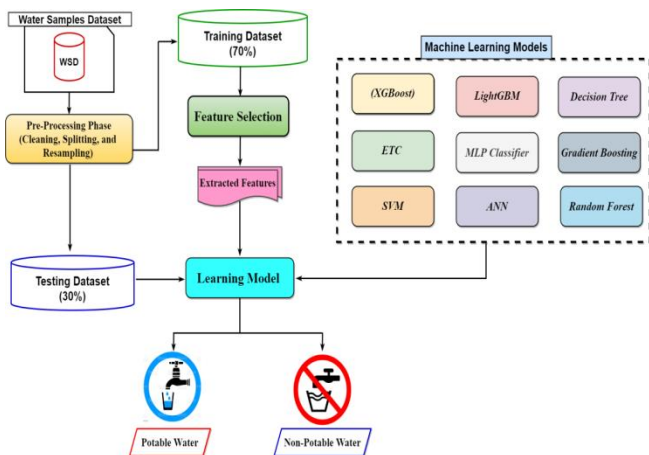 Water Samples Dataset
WSD
Pre-Processing Phase
(Cleaning, Splitting, and
Resampling)
Training Dataset
(70%)
Feature Selection
Extracted Features
Testing Dataset
(30%)
Learning Model
Machine Learning Models
(XGBoost)
LightGBM
Decision Tree
ETC
MLP Classifier
Gradient Boosting
SVM
ANN
Random Forest
Potable Water
Non-Potable Water